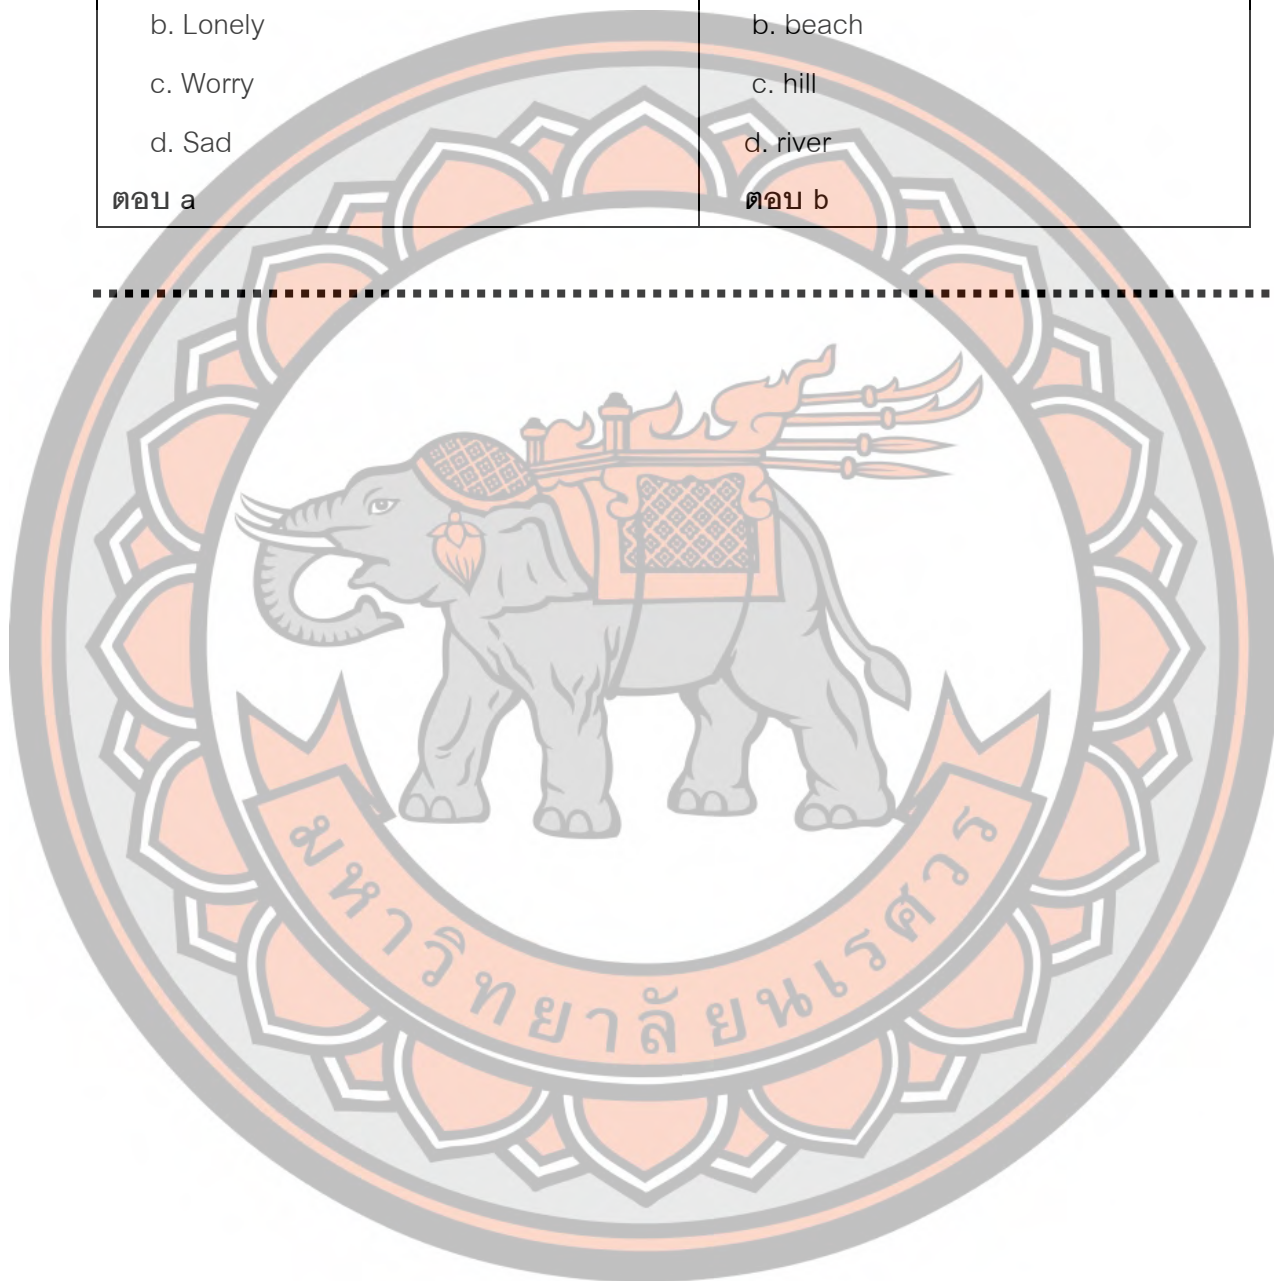 b. Lonely
c. Worry
d. Sad
ตอบ a
b. beach
c. hill
d. river
ตอบ b
มหาวิทยาลัยนเรศวร